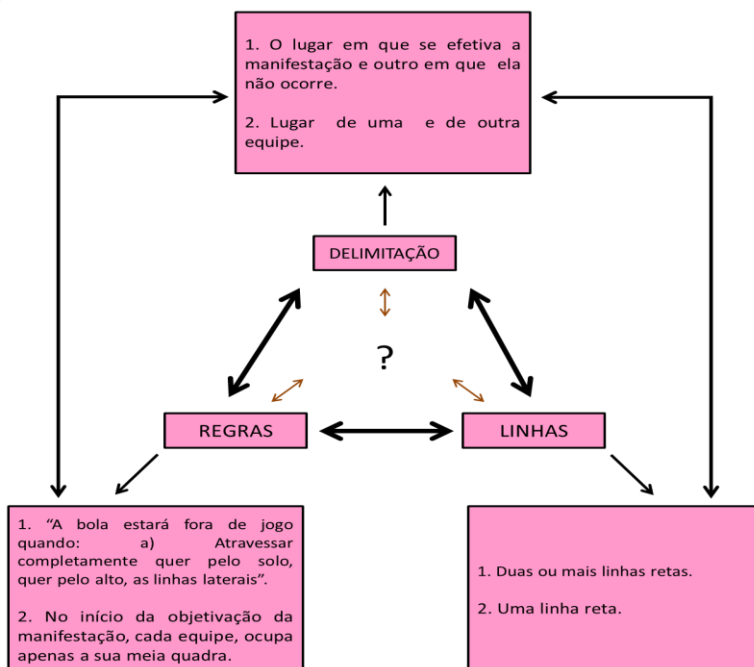 1. O lugar em que se efetiva a
manifestação e outro em que ela
não ocorre.
2. Lugar de uma e de outra
equipe.
DELIMITAÇÃO
?
REGRAS
LINHAS
1. “A bola estará fora de jogo
quando: a) Atravessar
completamente quer pelo solo,
quer pelo alto, as linhas laterais”.
2. No início da objetivação da
manifestação, cada equipe, ocupa
apenas a sua meia quadra.
1. Duas ou mais linhas retas.
2. Uma linha reta.